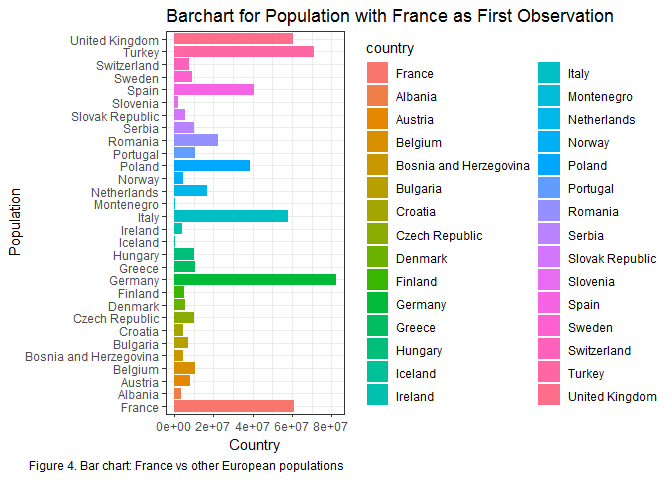 Barchart for Population with France as First Observation
Population
United Kingdom
Turkey
Switzerland
Sweden
Spain
Slovenia
Slovak Republic
Serbia
Romania
Portugal
Poland
Norway
Netherlands
Montenegro
Italy
Ireland
Iceland
Hungary
Greece
Germany
Finland
Denmark
Czech Republic
Croatia
Bulgaria
Bosnia and Herzegovina
Belgium
Austria
Albania
France
0e+00 2e+07 4e+07 6e+07 8e+07
Country
country
France
Albania
Austria
Belgium
Bosnia and Herzegovina
Bulgaria
Croatia
Czech Republic
Denmark
Finland
Germany
Greece
Hungary
Iceland
Ireland
Italy
Montenegro
Netherlands
Norway
Poland
Portugal
Romania
Serbia
Slovak Republic
Slovenia
Spain
Sweden
Switzerland
Turkey
United Kingdom
Figure 4. Bar chart: France vs other European populations